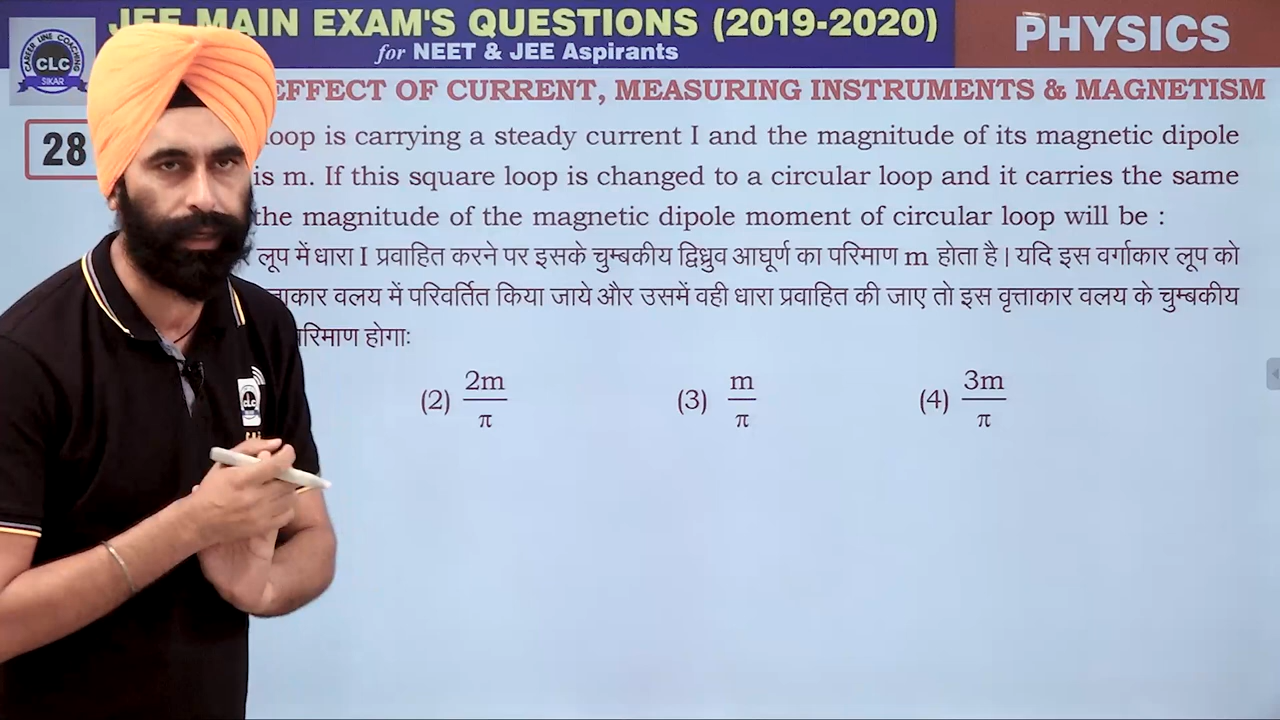 JEE MAIN EXAM'S QUESTIONS (2019-2020)
for NEET & JEE Aspirants
PHYSICS
CAREER LINE COACHING
CLC
SIKAR
EFFECT OF CURRENT, MEASURING INSTRUMENTS & MAGNETISM
28
loop is carrying a steady current I and the magnitude of its magnetic dipole
is m. If this square loop is changed to a circular loop and it carries the same
the magnitude of the magnetic dipole moment of circular loop will be :
लूप में धारा I प्रवाहित करने पर इसके चुम्बकीय द्विध्रुव आघूर्ण का परिमाण m होता है। यदि इस वर्गाकार लूप को
वलय में परिवर्तित किया जाये और उसमें वही धारा प्रवाहित की जाए तो इस वृत्ताकार वलय के चुम्बकीय
परिमाण होगाः
(2) 2m/π (3) m/π (4) 3m/π
CLC